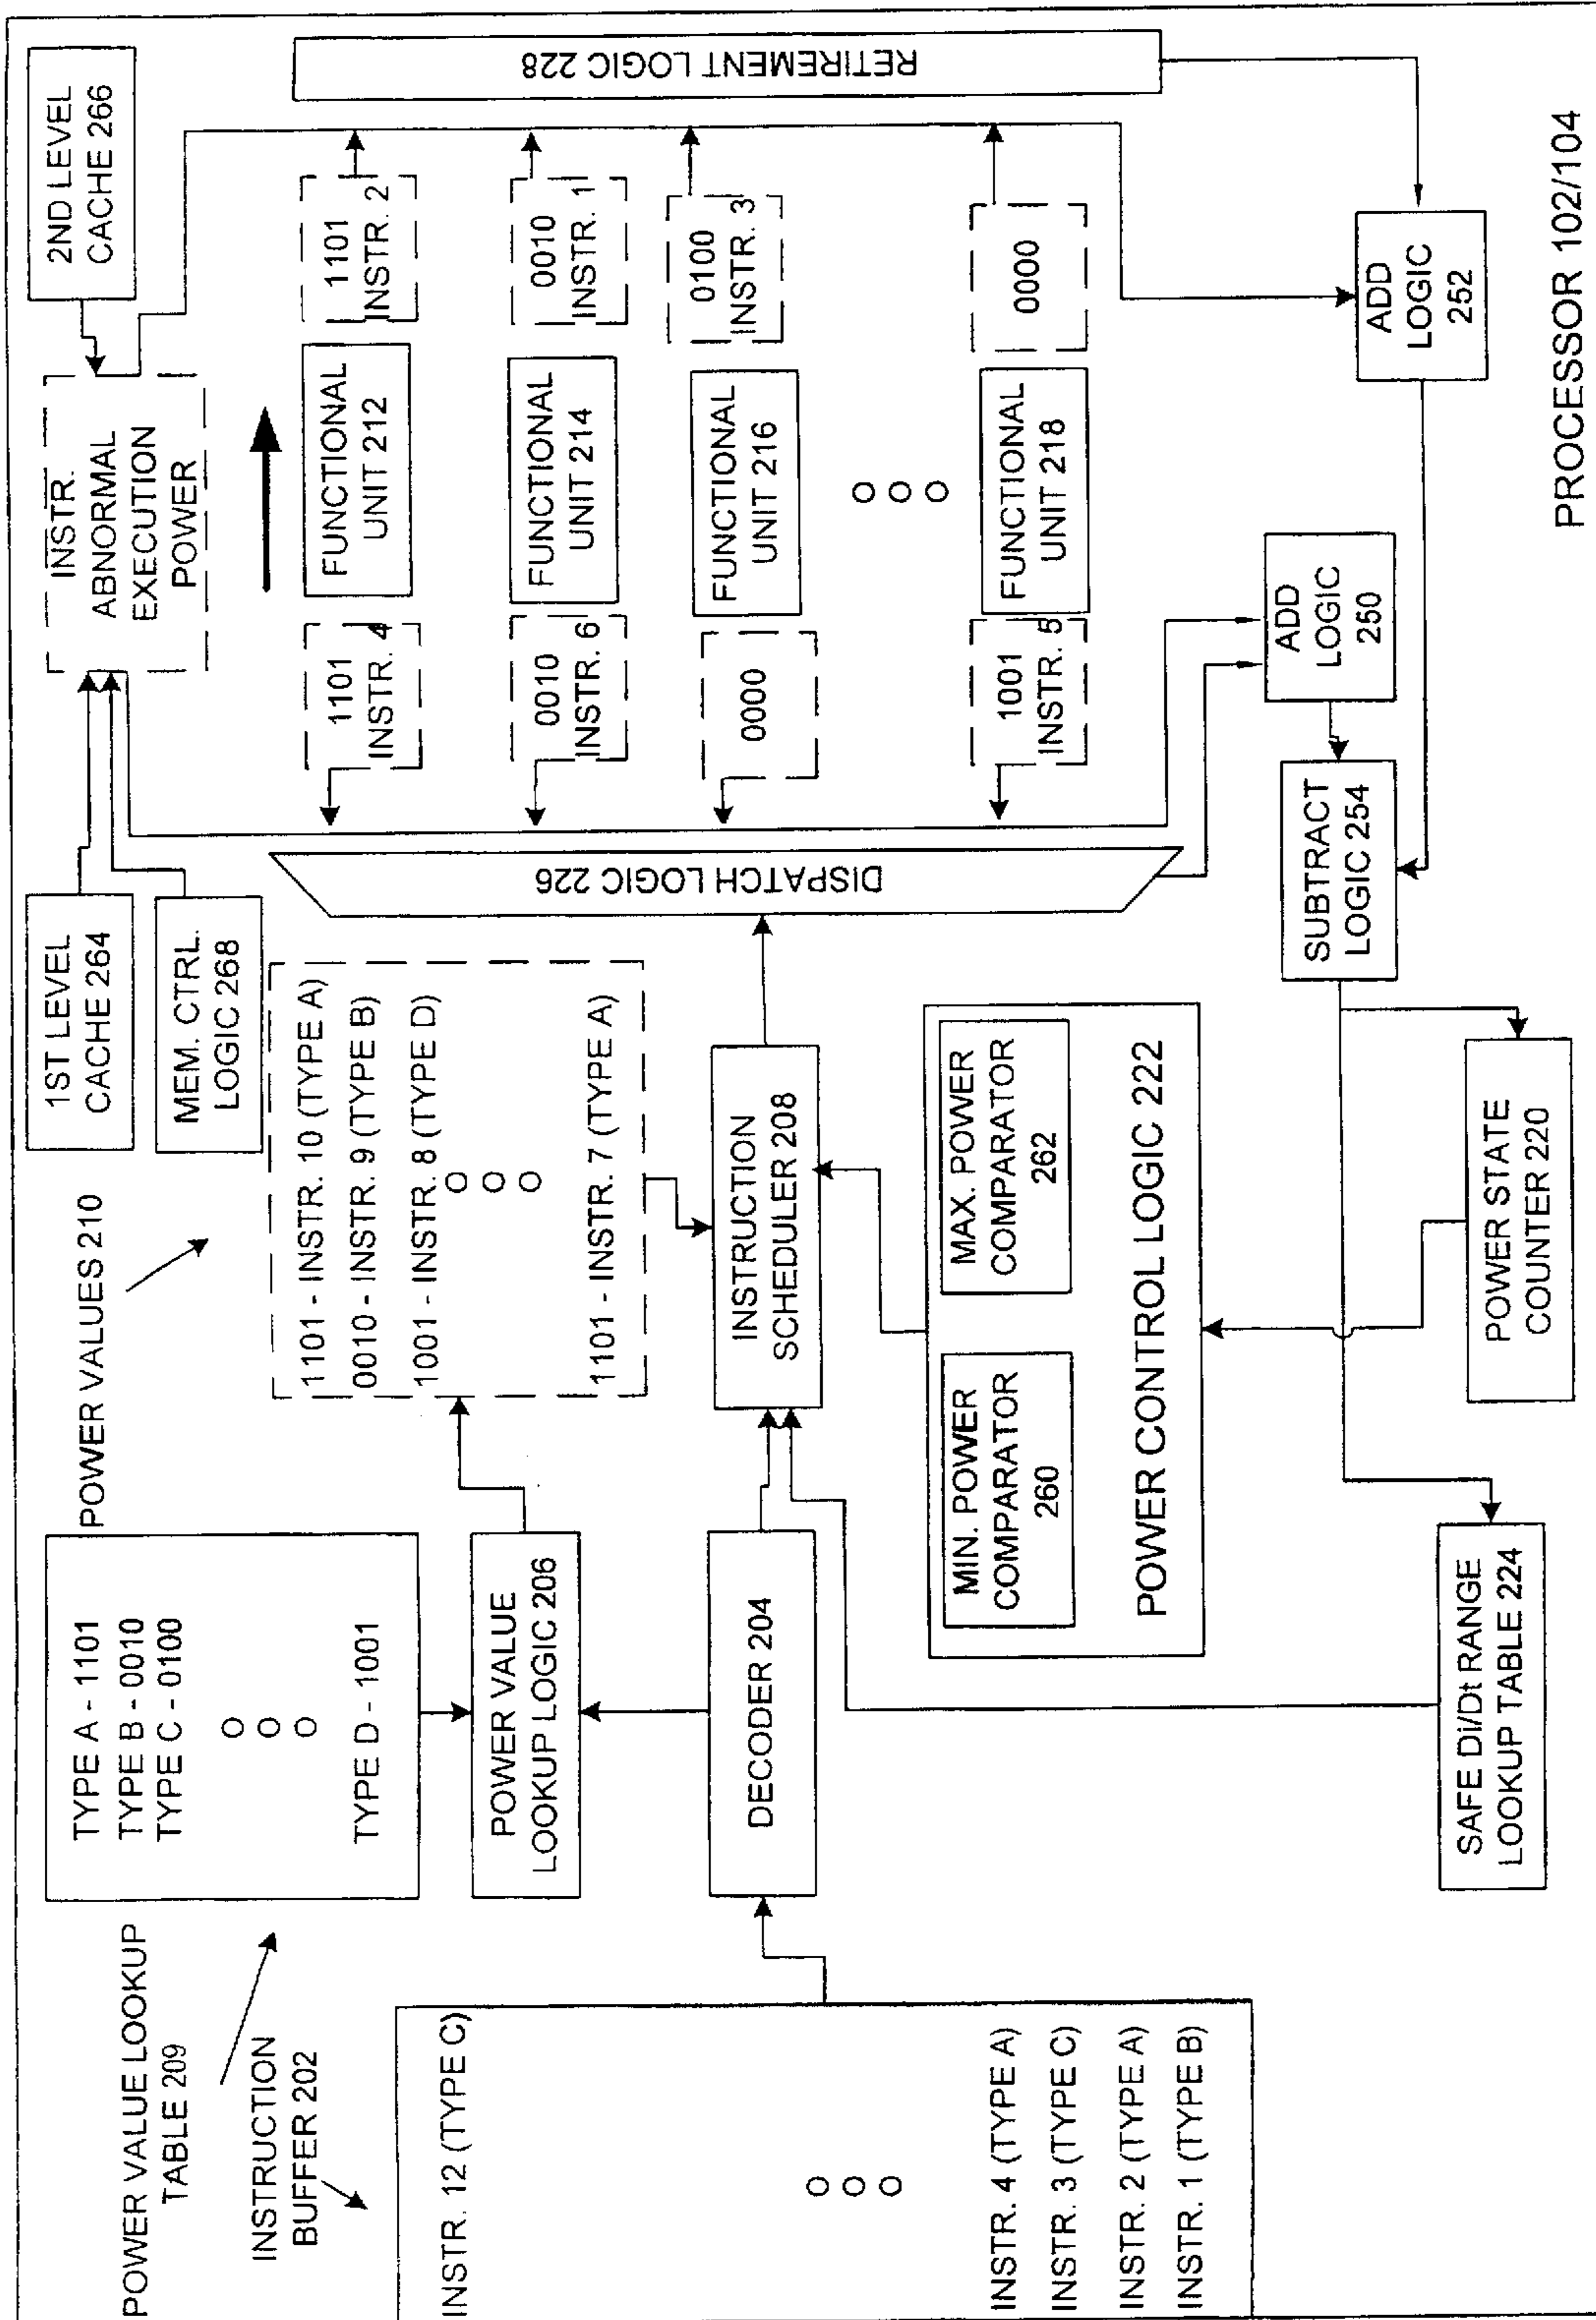 POWER VALUE LOOKUP
TABLE 209
INSTRUCTION
BUFFER 202
INSTR. 12 (TYPE C)
INSTR. 4 (TYPE A)
INSTR. 3 (TYPE C)
INSTR. 2 (TYPE A)
INSTR. 1 (TYPE B)
TYPE A - 1101
TYPE B - 0010
TYPE C - 0100
TYPE D - 1001
POWER VALUE
LOOKUP LOGIC 206
DECODER 204
SAFE Di/Dt RANGE
LOOKUP TABLE 224
POWER VALUES 210
1101 - INSTR. 10 (TYPE A)
0010 - INSTR. 9 (TYPE B)
1001 - INSTR. 8 (TYPE D)
1101 - INSTR. 7 (TYPE A)
INSTRUCTION
SCHEDULER 208
MIN. POWER
COMPARATOR
260
MAX. POWER
COMPARATOR
262
POWER CONTROL LOGIC 222
POWER STATE
COUNTER 220
1ST LEVEL
CACHE 264
MEM. CTRL.
LOGIC 268
DISPATCH LOGIC 226
SUBTRACT
LOGIC 254
ADD
LOGIC
250
INSTR.
ABNORMAL
EXECUTION
POWER
2ND LEVEL
CACHE 266
1101
INSTR. 4
FUNCTIONAL
UNIT 212
1101
INSTR. 2
0010
INSTR. 6
FUNCTIONAL
UNIT 214
0010
INSTR. 1
0000
FUNCTIONAL
UNIT 216
0100
INSTR. 3
1001
INSTR. 5
FUNCTIONAL
UNIT 218
0000
RETIREMENT LOGIC 228
ADD
LOGIC
252
PROCESSOR 102/104